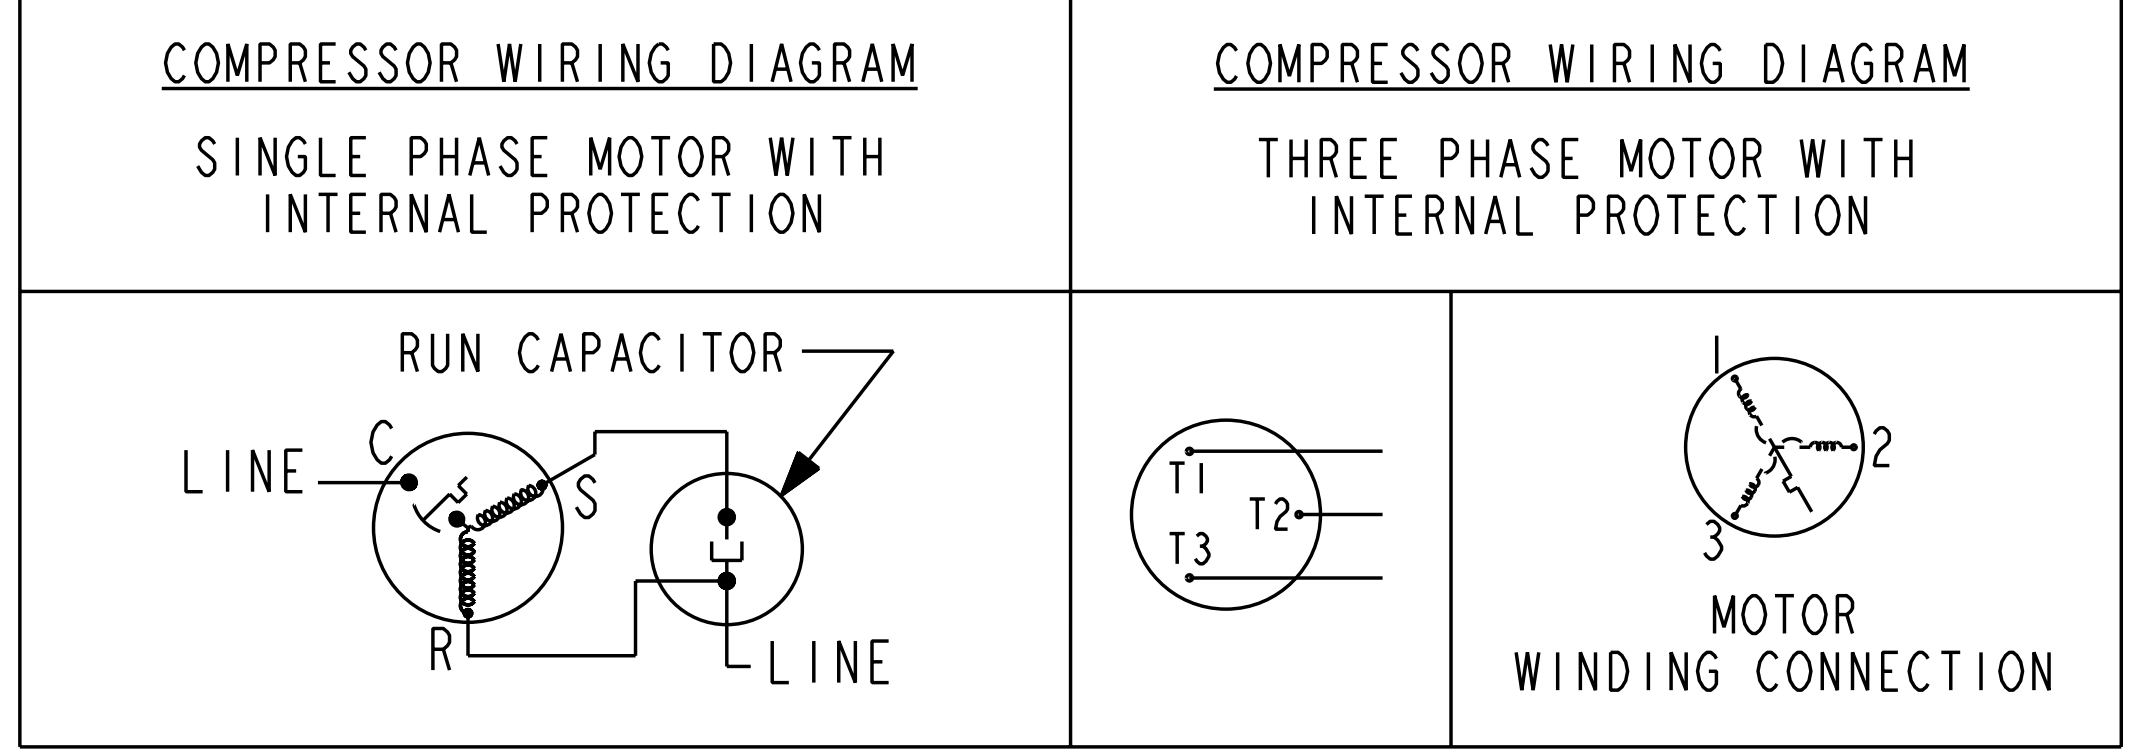 COMPRESSOR WIRING DIAGRAM
SINGLE PHASE MOTOR WITH
INTERNAL PROTECTION
RUN CAPACITOR
C
LINE
S
R
LINE
COMPRESSOR WIRING DIAGRAM
THREE PHASE MOTOR WITH
INTERNAL PROTECTION
T1
T2
T3
1
2
3
MOTOR
WINDING CONNECTION